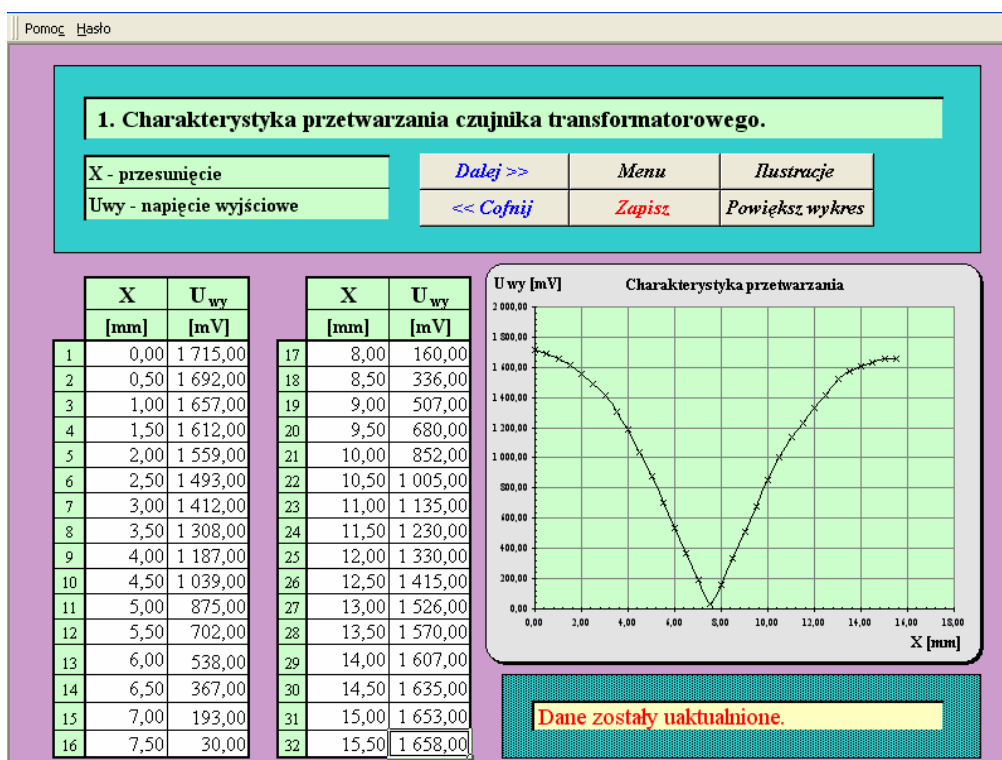 Pomoc Hasło
1. Charakterystyka przetwarzania czujnika transformatorowego.
X - przesunięcie
Uwy - napięcie wyjściowe
Dalej >> Menu Ilustracje
<< Cofnij Zapisz Powiększ wykres
X U wy
[mm] [mV]
1 0,00 1 715,00
2 0,50 1 692,00
3 1,00 1 657,00
4 1,50 1 612,00
5 2,00 1 559,00
6 2,50 1 493,00
7 3,00 1 412,00
8 3,50 1 308,00
9 4,00 1 187,00
10 4,50 1 039,00
11 5,00 875,00
12 5,50 702,00
13 6,00 538,00
14 6,50 367,00
15 7,00 193,00
16 7,50 30,00
X U wy
[mm] [mV]
17 8,00 160,00
18 8,50 336,00
19 9,00 507,00
20 9,50 680,00
21 10,00 852,00
22 10,50 1 005,00
23 11,00 1 135,00
24 11,50 1 230,00
25 12,00 1 330,00
26 12,50 1 415,00
27 13,00 1 526,00
28 13,50 1 570,00
29 14,00 1 607,00
30 14,50 1 635,00
31 15,00 1 653,00
32 15,50 1 658,00
U wy [mV] Charakterystyka przetwarzania
2 000,00
1 800,00
1 600,00
1 400,00
1 200,00
1 000,00
800,00
600,00
400,00
200,00
0,00
0,00 2,00 4,00 6,00 8,00 10,00 12,00 14,00 16,00 18,00
X [mm]
Dane zostały uaktualnione.